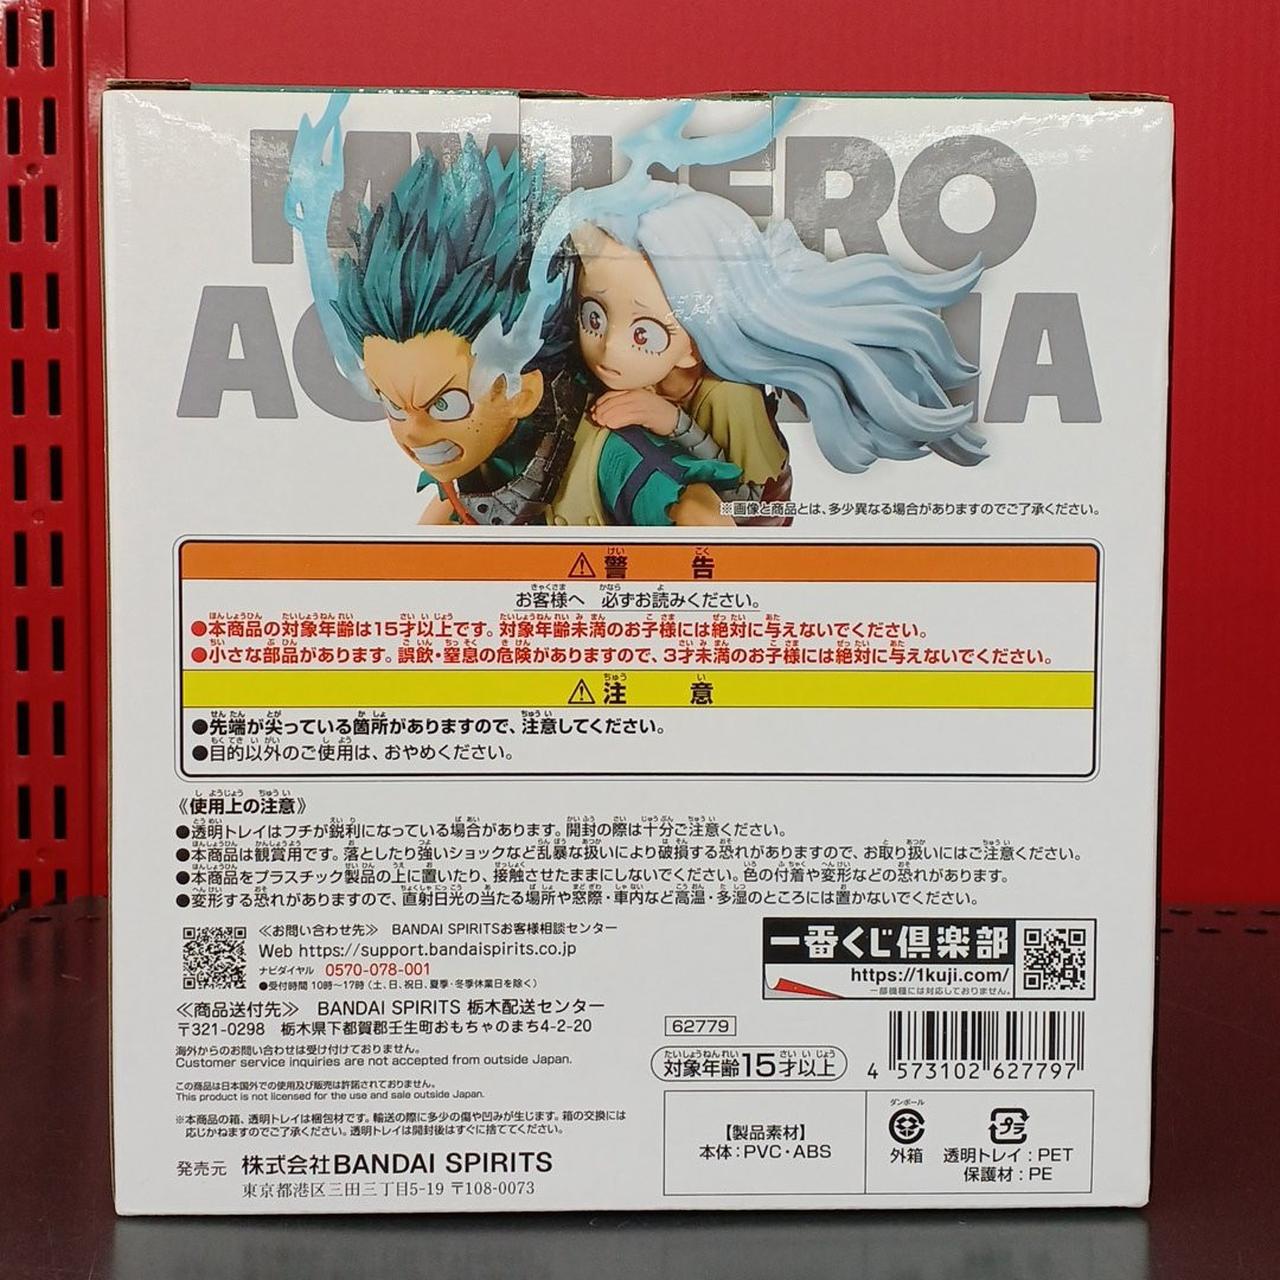 MY HERO
ACADEMIA
※画像と商品とは、多少異なる場合がありますのでご了承ください。
⚠警告
お客様へ 必ずお読みください。
●本商品の対象年齢は15才以上です。対象年齢未満のお子様には絶対に与えないでください。
●小さな部品があります。誤飲・窒息の危険がありますので、3才未満のお子様には絶対に与えないでください。
⚠注意
●先端が尖っている箇所がありますので、注意してください。
●目的以外のご使用は、おやめください。
《使用上の注意》
●透明トレイはフチが鋭利になっている場合があります。開封の際は十分ご注意ください。
●本商品は観賞用です。落としたり強いショックなど乱暴な扱いにより破損する恐れがありますので、お取り扱いにはご注意ください。
●本商品をプラスチック製品の上に置いたり、接触させたままにしないでください。色の付着や変形などの恐れがあります。
●変形する恐れがありますので、直射日光の当たる場所や窓際・車内など高温・多湿のところには置かないでください。
≪お問い合わせ先≫ BANDAI SPIRITSお客様相談センター
Web https://support.bandaispirits.co.jp
ナビダイヤル 0570-078-001
●受付時間 10時～17時(土、日、祝日、夏季・冬季休業日を除く)
≪商品送付先≫ BANDAI SPIRITS 栃木配送センター
〒321-0298 栃木県下都賀郡壬生町おもちゃのまち4-2-20
海外からのお問い合わせは受け付けておりません。
Customer service inquiries are not accepted from outside Japan.
この商品は日本国外での使用及び販売は許諾されておりません。
This product is not licensed for the use and sale outside Japan.
※本商品の箱、透明トレイは梱包材です。輸送の際に多少の傷や凹みが生じます。箱の交換には
応じかねますのでご了承ください。透明トレイは開封後はすぐに捨ててください。
発売元 株式会社BANDAI SPIRITS
東京都港区三田三丁目5-19 〒108-0073
一番くじ倶楽部
https://1kuji.com/
一部機種には対応しておりません。
62779
対象年齢15才以上
4 573102 627797
【製品素材】
本体:PVC・ABS
ダンボール
外箱
プラ
透明トレイ:PET
保護材:PE